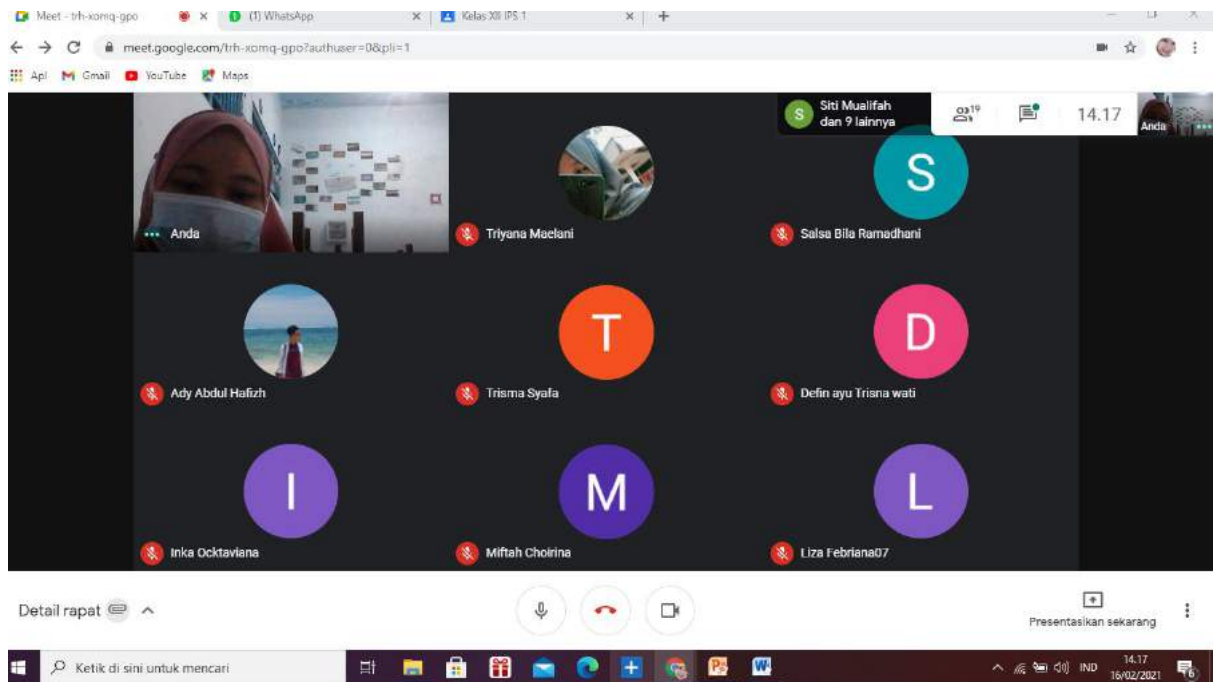 Meet - trh-xomq-gpo
(1) WhatsApp
Kelas XII IPS 1
meet.google.com/trh-xomq-gpo?authuser=0&pli=1
Apl
Gmail
YouTube
Maps
S
Siti Mualifah
dan 9 lainnya
19
14.17
Anda
Anda
Triyana Maelani
S
Salsa Bila Ramadhani
Ady Abdul Hafizh
T
Trisma Syafa
D
Defin ayu Trisna wati
I
Inka Ocktaviana
M
Miftah Choirina
L
Liza Febriana07
Detail rapat
Presentasikan sekarang
Ketik di sini untuk mencari
IND
14.17
16/02/2021
6